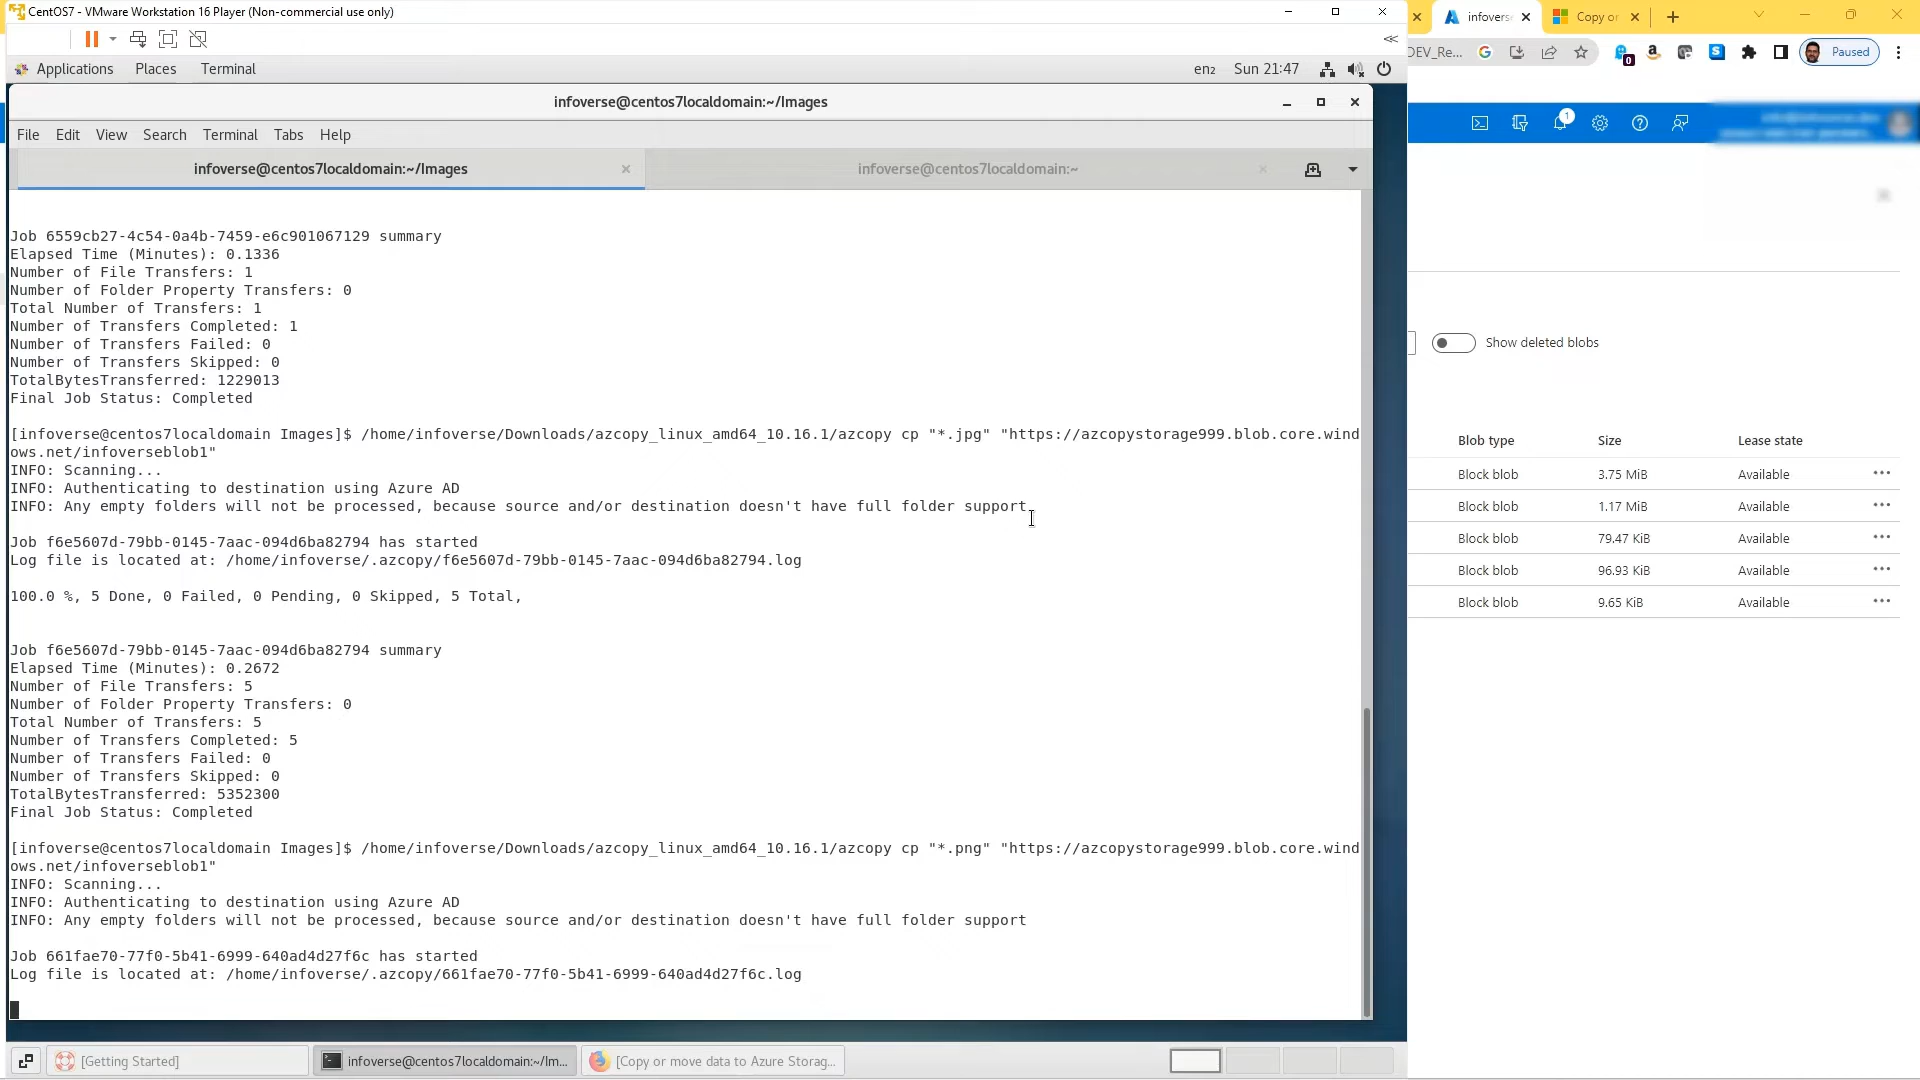 CentOS7 - VMware Workstation 16 Player (Non-commercial use only)
Applications Places Terminal
en2 Sun 21:47
infoverse@centos7localdomain:~/Images
File Edit View Search Terminal Tabs Help
infoverse@centos7localdomain:~/Images
infoverse@centos7localdomain:~
Job 6559cb27-4c54-0a4b-7459-e6c901067129 summary
Elapsed Time (Minutes): 0.1336
Number of File Transfers: 1
Number of Folder Property Transfers: 0
Total Number of Transfers: 1
Number of Transfers Completed: 1
Number of Transfers Failed: 0
Number of Transfers Skipped: 0
TotalBytesTransferred: 1229013
Final Job Status: Completed
[infoverse@centos7localdomain Images]$ /home/infoverse/Downloads/azcopy_linux_amd64_10.16.1/azcopy cp "*.jpg" "https://azcopystorage999.blob.core.wind
ows.net/infoverseblob1"
INFO: Scanning...
INFO: Authenticating to destination using Azure AD
INFO: Any empty folders will not be processed, because source and/or destination doesn't have full folder support
Job f6e5607d-79bb-0145-7aac-094d6ba82794 has started
Log file is located at: /home/infoverse/.azcopy/f6e5607d-79bb-0145-7aac-094d6ba82794.log
100.0 %, 5 Done, 0 Failed, 0 Pending, 0 Skipped, 5 Total,
Job f6e5607d-79bb-0145-7aac-094d6ba82794 summary
Elapsed Time (Minutes): 0.2672
Number of File Transfers: 5
Number of Folder Property Transfers: 0
Total Number of Transfers: 5
Number of Transfers Completed: 5
Number of Transfers Failed: 0
Number of Transfers Skipped: 0
TotalBytesTransferred: 5352300
Final Job Status: Completed
[infoverse@centos7localdomain Images]$ /home/infoverse/Downloads/azcopy_linux_amd64_10.16.1/azcopy cp "*.png" "https://azcopystorage999.blob.core.wind
ows.net/infoverseblob1"
INFO: Scanning...
INFO: Authenticating to destination using Azure AD
INFO: Any empty folders will not be processed, because source and/or destination doesn't have full folder support
Job 661fae70-77f0-5b41-6999-640ad4d27f6c has started
Log file is located at: /home/infoverse/.azcopy/661fae70-77f0-5b41-6999-640ad4d27f6c.log
[Getting Started]
infoverse@centos7localdomain:~/Im...
[Copy or move data to Azure Storag...
infovers
Copy or
DEV_Re...
0
Paused
1
Show deleted blobs
Blob type Size Lease state
Block blob 3.75 MiB Available
Block blob 1.17 MiB Available
Block blob 79.47 KiB Available
Block blob 96.93 KiB Available
Block blob 9.65 KiB Available